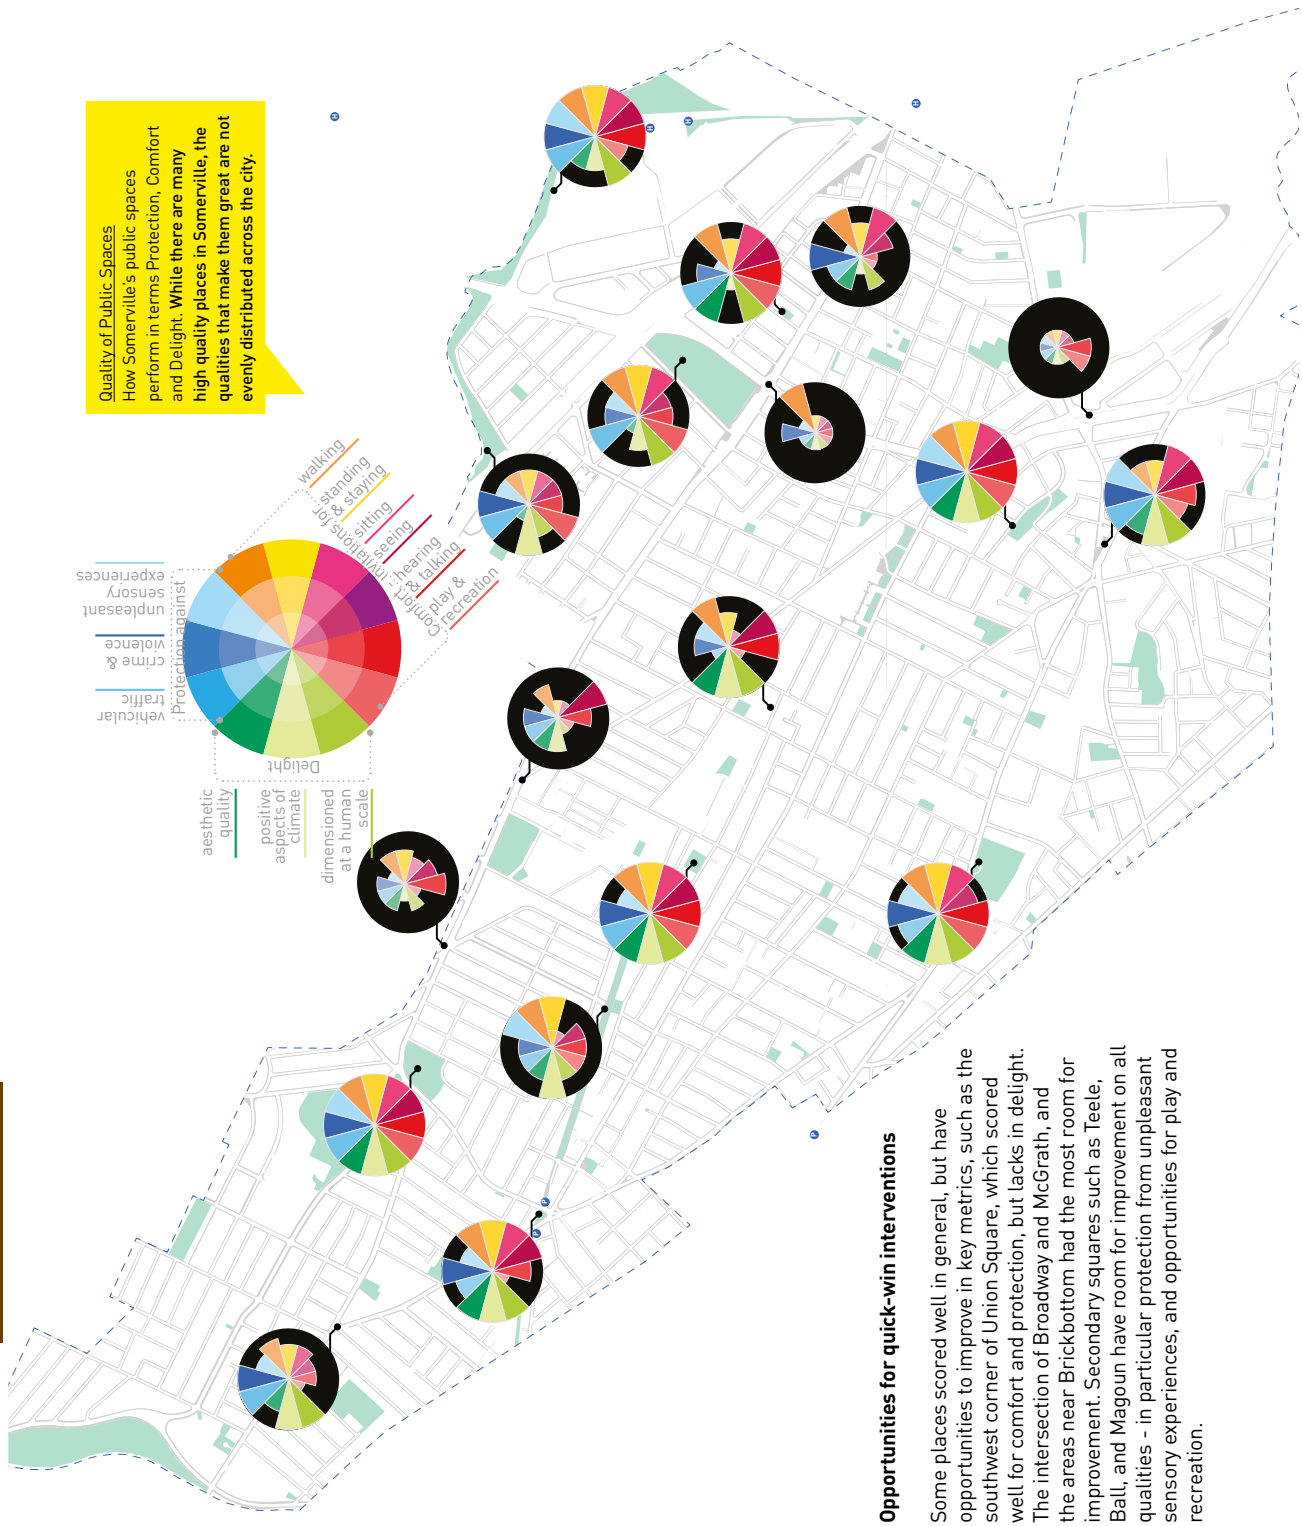 Quality of Public Spaces
How Somerville's public spaces
perform in terms Protection, Comfort
and Delight. While there are many
high quality places in Somerville, the
qualities that make them great are not
evenly distributed across the city.
Protection against
vehicular
traffic
crime &
violence
unpleasant
sensory
experiences
Comfort - invitations for
walking
standing
& staying
sitting
seeing
hearing
& talking
play &
recreation
Delight
aesthetic
quality
positive
aspects of
climate
dimensioned
at a human
scale
H
H
H
H
P
P
P
Opportunities for quick-win interventions
Some places scored well in general, but have
opportunities to improve in key metrics, such as the
southwest corner of Union Square, which scored
well for comfort and protection, but lacks in delight.
The intersection of Broadway and McGrath, and
the areas near Brickbottom had the most room for
improvement. Secondary squares such as Teele,
Ball, and Magoun have room for improvement on all
qualities - in particular protection from unpleasant
sensory experiences, and opportunities for play and
recreation.